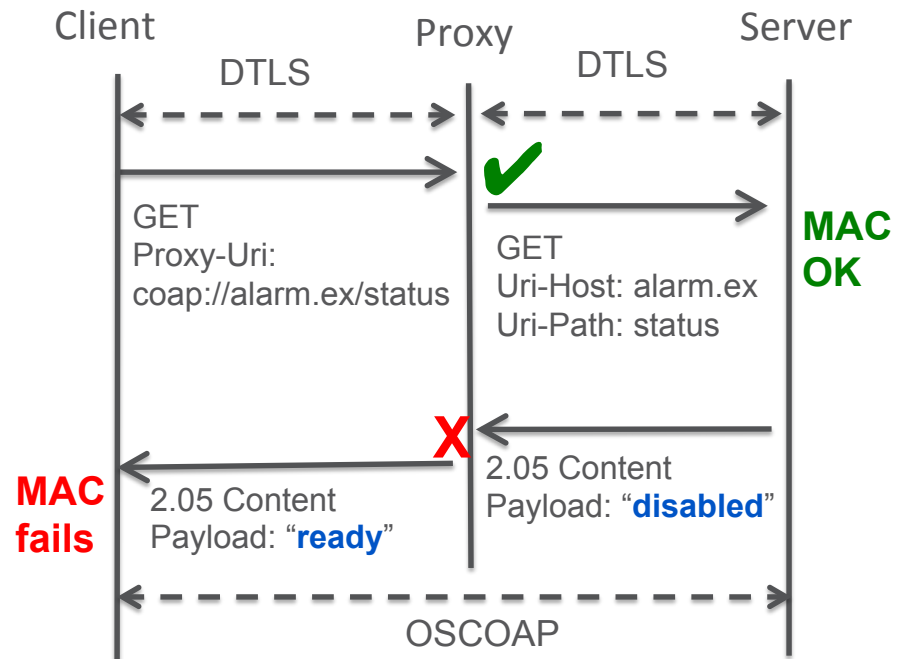 Client
Proxy
Server
DTLS
DTLS
GET
Proxy-Uri:
coap://alarm.ex/status
GET
Uri-Host: alarm.ex
Uri-Path: status
MAC
OK
X
2.05 Content
Payload: “disabled”
MAC
fails
2.05 Content
Payload: “ready”
OSCOAP